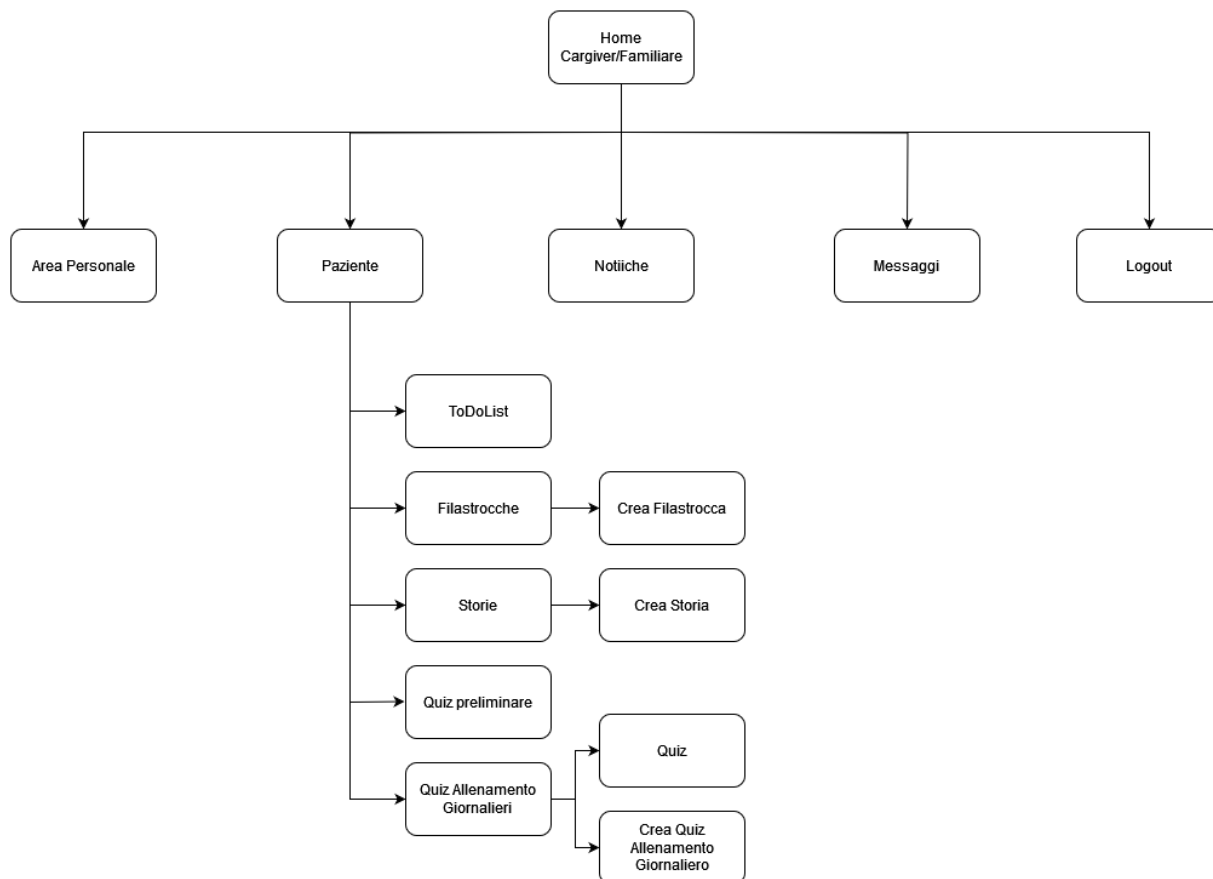 Home
Cargiver/Familiare
Area Personale
Paziente
Notiiche
Messaggi
Logout
ToDoList
Filastrocche
Crea Filastrocca
Storie
Crea Storia
Quiz preliminare
Quiz
Quiz Allenamento
Giornalieri
Crea Quiz
Allenamento
Giornaliero